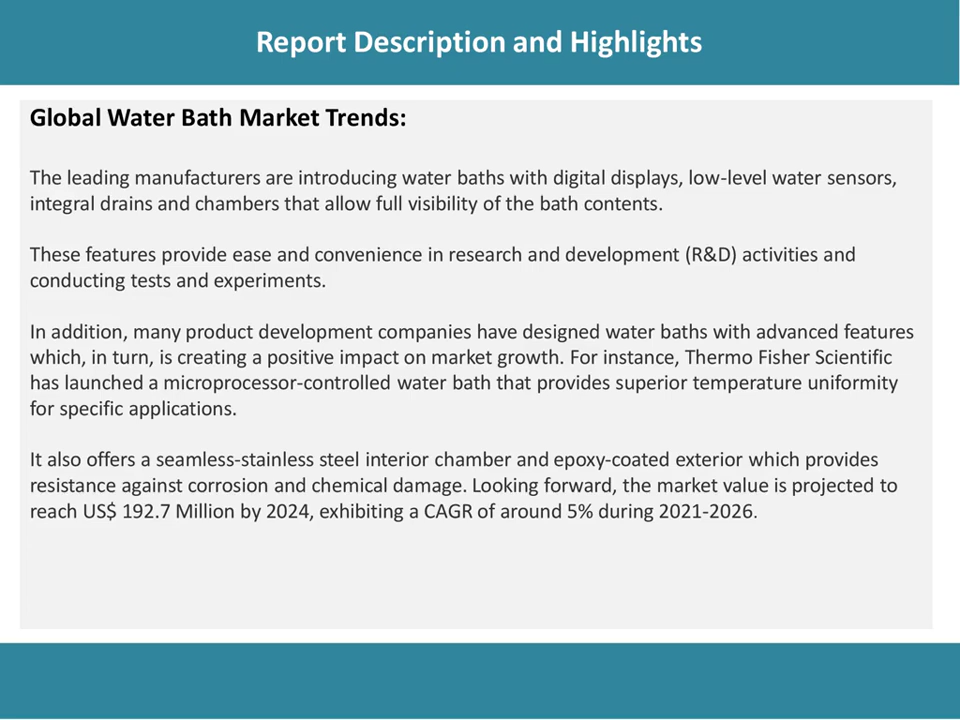 Report Description and Highlights
Global Water Bath Market Trends:
The leading manufacturers are introducing water baths with digital displays, low-level water sensors,
integral drains and chambers that allow full visibility of the bath contents.
These features provide ease and convenience in research and development (R&D) activities and
conducting tests and experiments.
In addition, many product development companies have designed water baths with advanced features
which, in turn, is creating a positive impact on market growth. For instance, Thermo Fisher Scientific
has launched a microprocessor-controlled water bath that provides superior temperature uniformity
for specific applications.
It also offers a seamless-stainless steel interior chamber and epoxy-coated exterior which provides
resistance against corrosion and chemical damage. Looking forward, the market value is projected to
reach US$ 192.7 Million by 2024, exhibiting a CAGR of around 5% during 2021-2026.